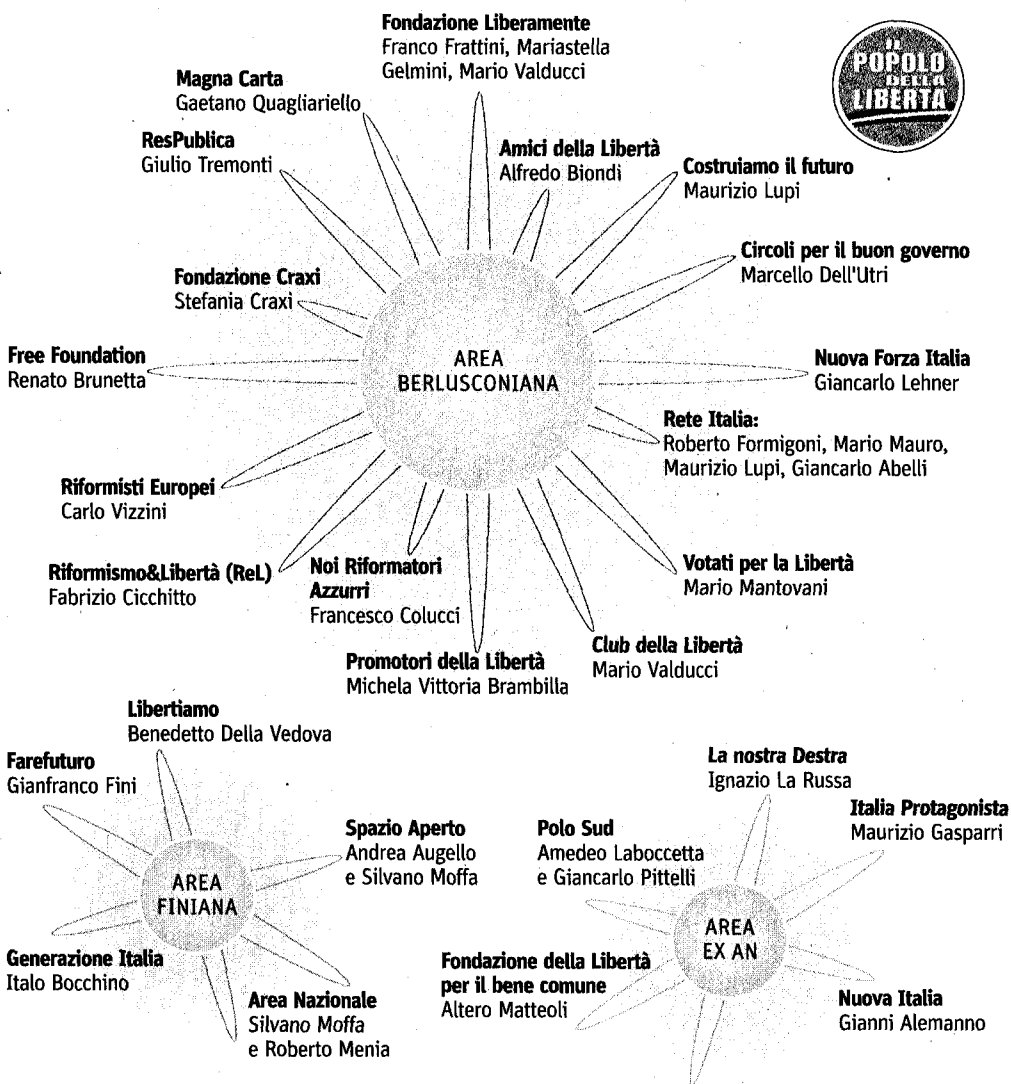 Fondazione Liberamente
Franco Frattini, Mariastella
Gelmini, Mario Valducci
IL
POPOLO
DELLA
LIBERTÀ
Magna Carta
Gaetano Quagliariello
ResPublica
Giulio Tremonti
Amici della Libertà
Alfredo Biondi
Costruiamo il futuro
Maurizio Lupi
Circoli per il buon governo
Marcello Dell'Utri
Fondazione Craxi
Stefania Craxi
Free Foundation
Renato Brunetta
AREA
BERLUSCONIANA
Nuova Forza Italia
Giancarlo Lehner
Rete Italia:
Roberto Formigoni, Mario Mauro,
Maurizio Lupi, Giancarlo Abelli
Riformisti Europei
Carlo Vizzini
Riformismo&Libertà (ReL)
Fabrizio Cicchitto
Noi Riformatori
Azzurri
Francesco Colucci
Votati per la Libertà
Mario Mantovani
Club della Libertà
Mario Valducci
Promotori della Libertà
Michela Vittoria Brambilla
Libertiamo
Benedetto Della Vedova
Farefuturo
Gianfranco Fini
Spazio Aperto
Andrea Augello
e Silvano Moffa
AREA
FINIANA
Generazione Italia
Italo Bocchino
Area Nazionale
Silvano Moffa
e Roberto Menia
La nostra Destra
Ignazio La Russa
Italia Protagonista
Maurizio Gasparri
Polo Sud
Amedeo Laboccetta
e Giancarlo Pittelli
AREA
EX AN
Fondazione della Libertà
per il bene comune
Altero Matteoli
Nuova Italia
Gianni Alemanno